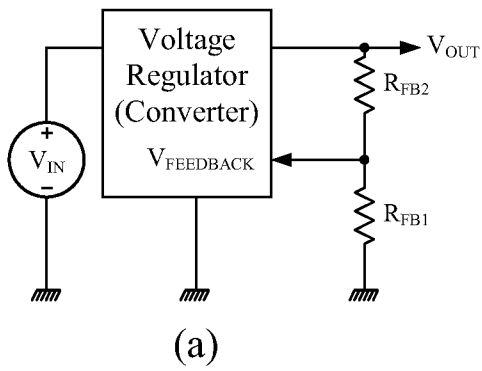 Voltage
Regulator
(Converter)
V_OUT
R_FB2
+
V_IN
−
V_FEEDBACK
R_FB1
(a)